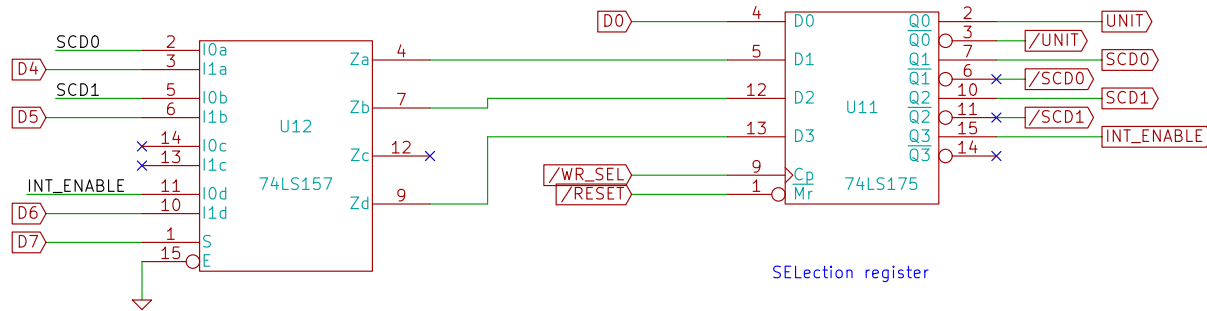 SCD0 2 I0a
D4 3 I1a
SCD1 5 I0b
D5 6 I1b
14 I0c
13 I1c
INT_ENABLE 11 I0d
D6 10 I1d
D7 1 S
15 E
U12
74LS157
Za 4
Zb 7
Zc 12
Zd 9
D0 4 D0
5 D1
12 D2
13 D3
/WR_SEL 9 Cp
/RESET 1 Mr
U11
74LS175
Q0 2 UNIT
Q0 3 /UNIT
Q1 7 SCD0
Q1 6 /SCD0
Q2 10 SCD1
Q2 11 /SCD1
Q3 15 INT_ENABLE
Q3 14
SELection register